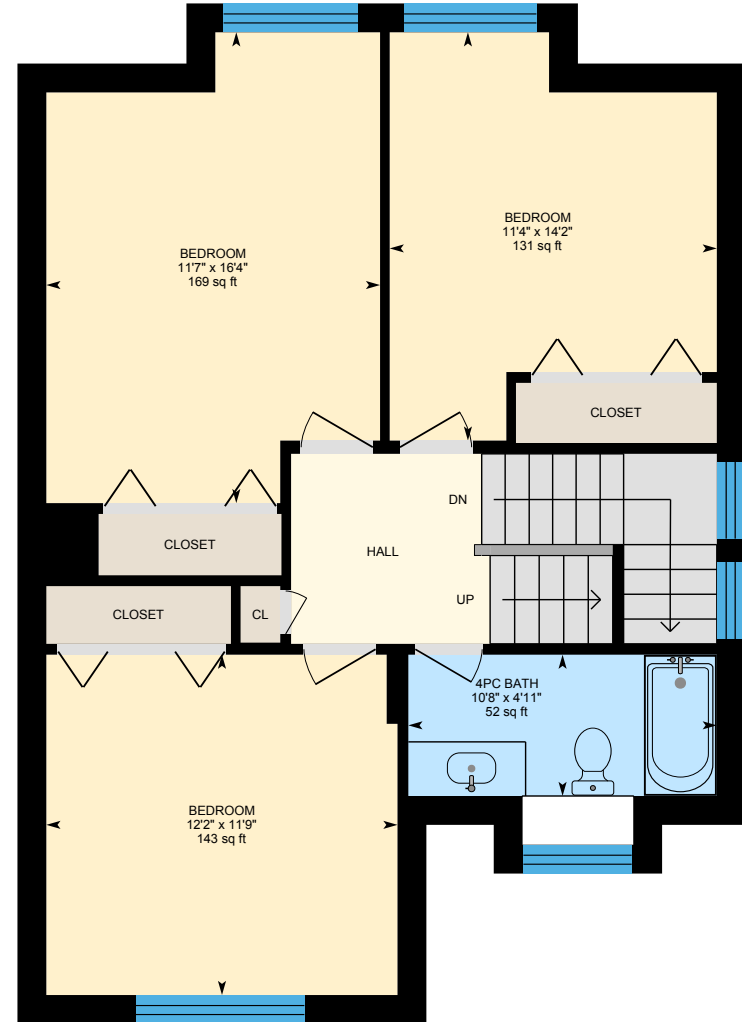 BEDROOM
11'4" x 14'2"
131 sq ft
BEDROOM
11'7" x 16'4"
169 sq ft
CLOSET
DN
CLOSET
HALL
UP
CLOSET
CL
4PC BATH
10'8" x 4'11"
52 sq ft
BEDROOM
12'2" x 11'9"
143 sq ft